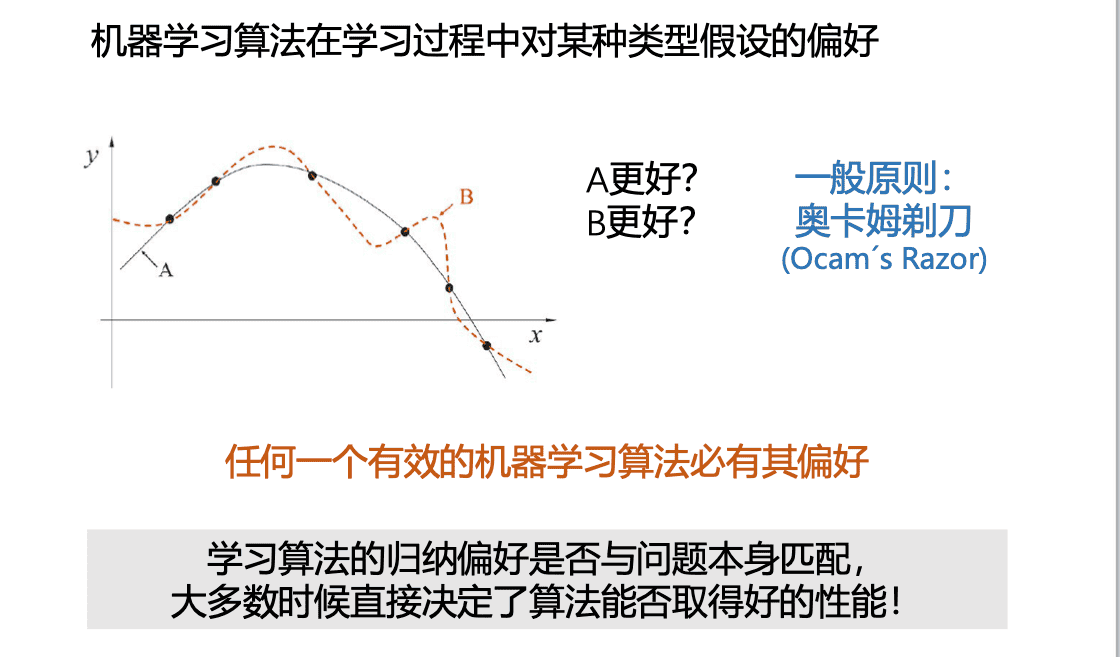 机器学习算法在学习过程中对某种类型假设的偏好
y
B
A
x
A更好?
B更好?
一般原则：
奥卡姆剃刀
(Ocam´s Razor)
任何一个有效的机器学习算法必有其偏好
学习算法的归纳偏好是否与问题本身匹配，
大多数时候直接决定了算法能否取得好的性能！